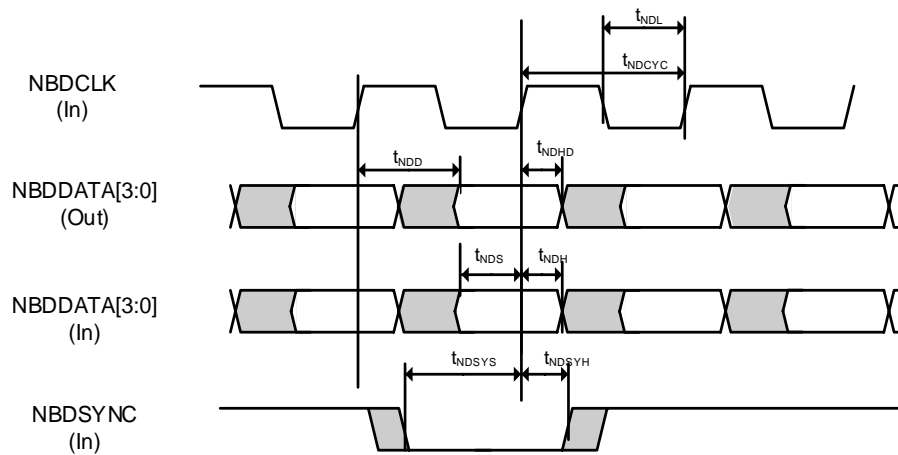 tNDL
tNDCYC
NBDCLK
(In)
tNDD
tNDHD
NBDDATA[3:0]
(Out)
tNDS
tNDH
NBDDATA[3:0]
(In)
tNDSYS
tNDSYH
NBDSYNC
(In)